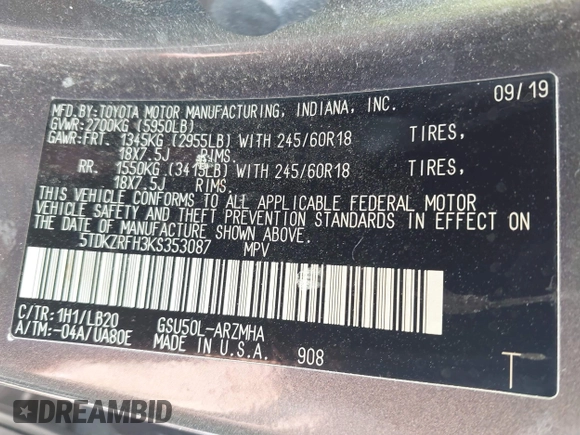 09/19
MFD.BY:TOYOTA MOTOR MANUFACTURING, INDIANA, INC.
GVWR:2700KG (5950LB)
GAWR:FRT. 1345KG (2955LB) WITH 245/60R18 TIRES,
18X7.5J RIMS.
RR. 1550KG (3415LB) WITH 245/60R18 TIRES,
18X7.5J RIMS.
THIS VEHICLE CONFORMS TO ALL APPLICABLE FEDERAL MOTOR
VEHICLE SAFETY AND THEFT PREVENTION STANDARDS IN EFFECT ON
THE DATE OF MANUFACTURE SHOWN ABOVE.
5TDKZRFH3KS353087 MPV
C/TR:1H1/LB20 GSU50L-ARZMHA
A/TM:-04A/UA80E MADE IN U.S.A. 908
T
DREAMBID